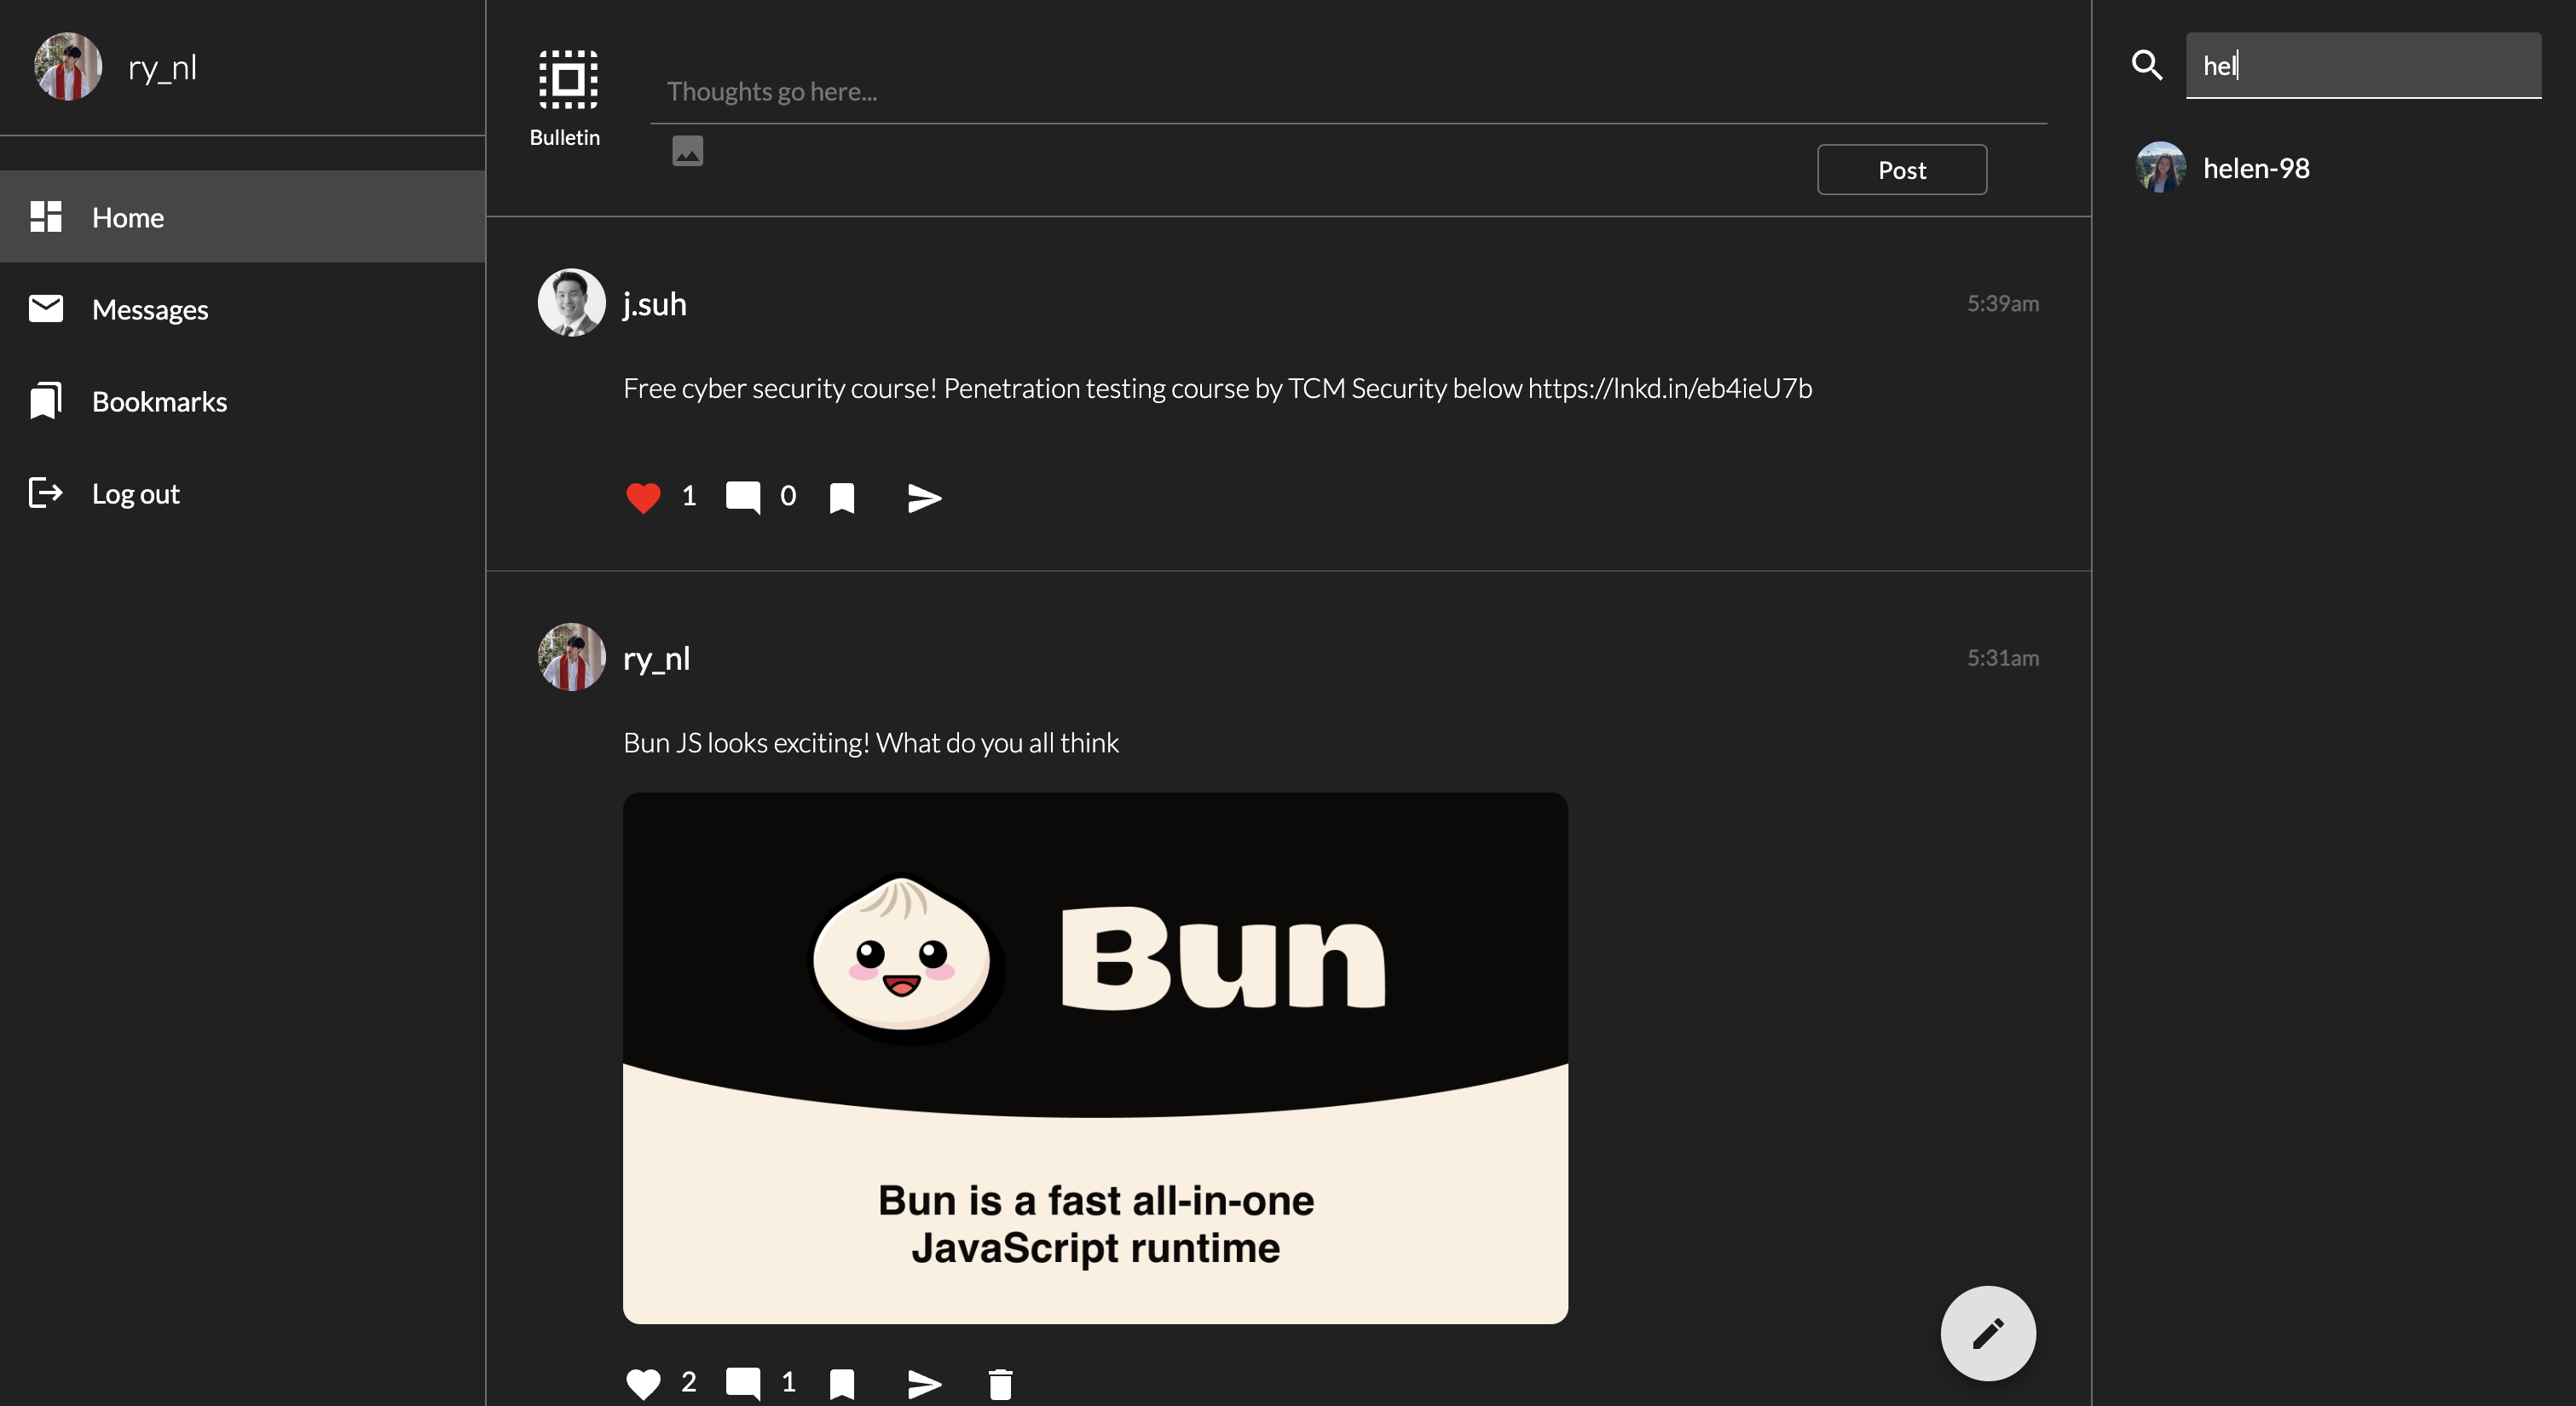 ry_nl
Home
Messages
Bookmarks
Log out
Bulletin
Thoughts go here...
Post
j.suh
5:39am
Free cyber security course! Penetration testing course by TCM Security below https://lnkd.in/eb4ieU7b
1
0
ry_nl
5:31am
Bun JS looks exciting! What do you all think
Bun
Bun is a fast all-in-one
JavaScript runtime
2
1
hel
helen-98